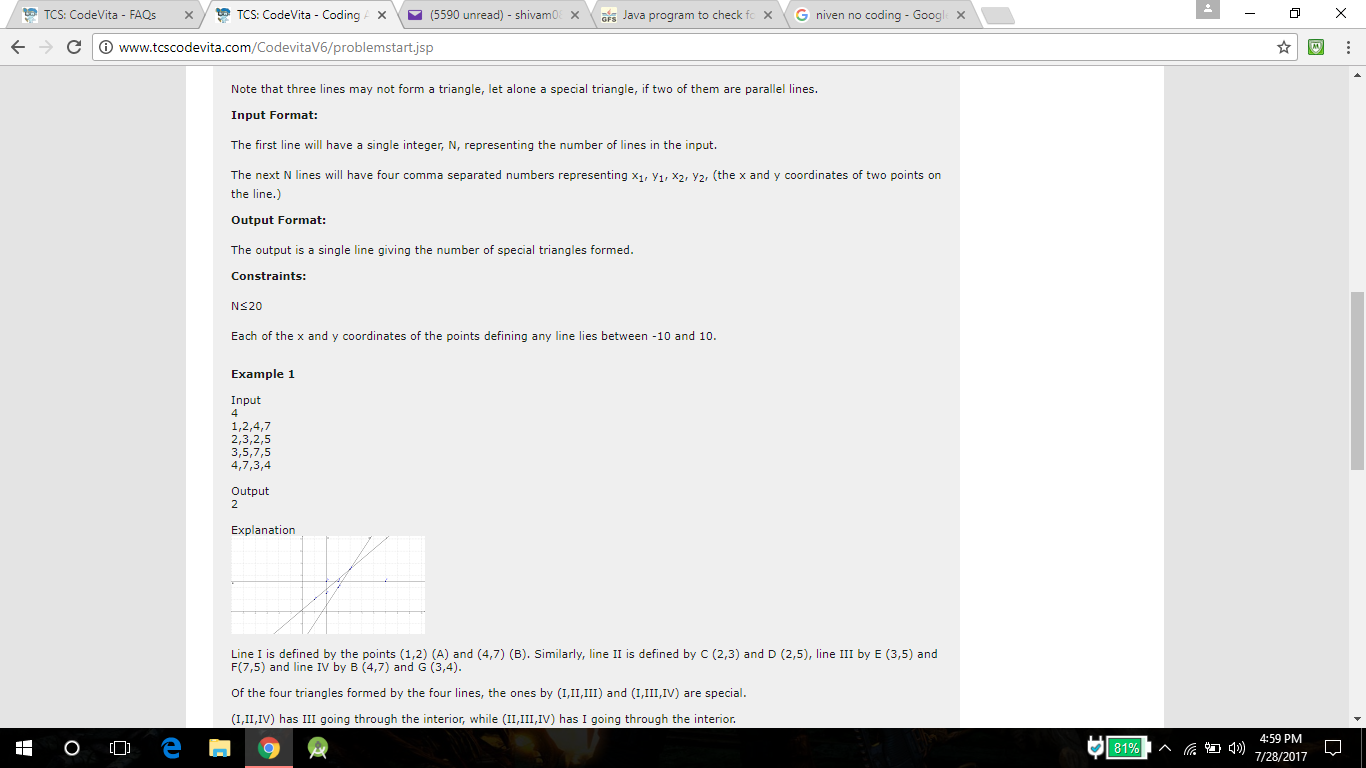 TCS: CodeVita - FAQs
TCS: CodeVita - Coding
(5590 unread) - shivam0
Java program to check fo
niven no coding - Googl
www.tcscodevita.com/CodevitaV6/problemstart.jsp
Note that three lines may not form a triangle, let alone a special triangle, if two of them are parallel lines.
Input Format:
The first line will have a single integer, N, representing the number of lines in the input.
The next N lines will have four comma separated numbers representing x1, y1, x2, y2, (the x and y coordinates of two points on
the line.)
Output Format:
The output is a single line giving the number of special triangles formed.
Constraints:
N≤20
Each of the x and y coordinates of the points defining any line lies between -10 and 10.
Example 1
Input
4
1,2,4,7
2,3,2,5
3,5,7,5
4,7,3,4
Output
2
Explanation
Line I is defined by the points (1,2) (A) and (4,7) (B). Similarly, line II is defined by C (2,3) and D (2,5), line III by E (3,5) and
F(7,5) and line IV by B (4,7) and G (3,4).
Of the four triangles formed by the four lines, the ones by (I,II,III) and (I,III,IV) are special.
(I,II,IV) has III going through the interior, while (II,III,IV) has I going through the interior.
81%
4:59 PM
7/28/2017